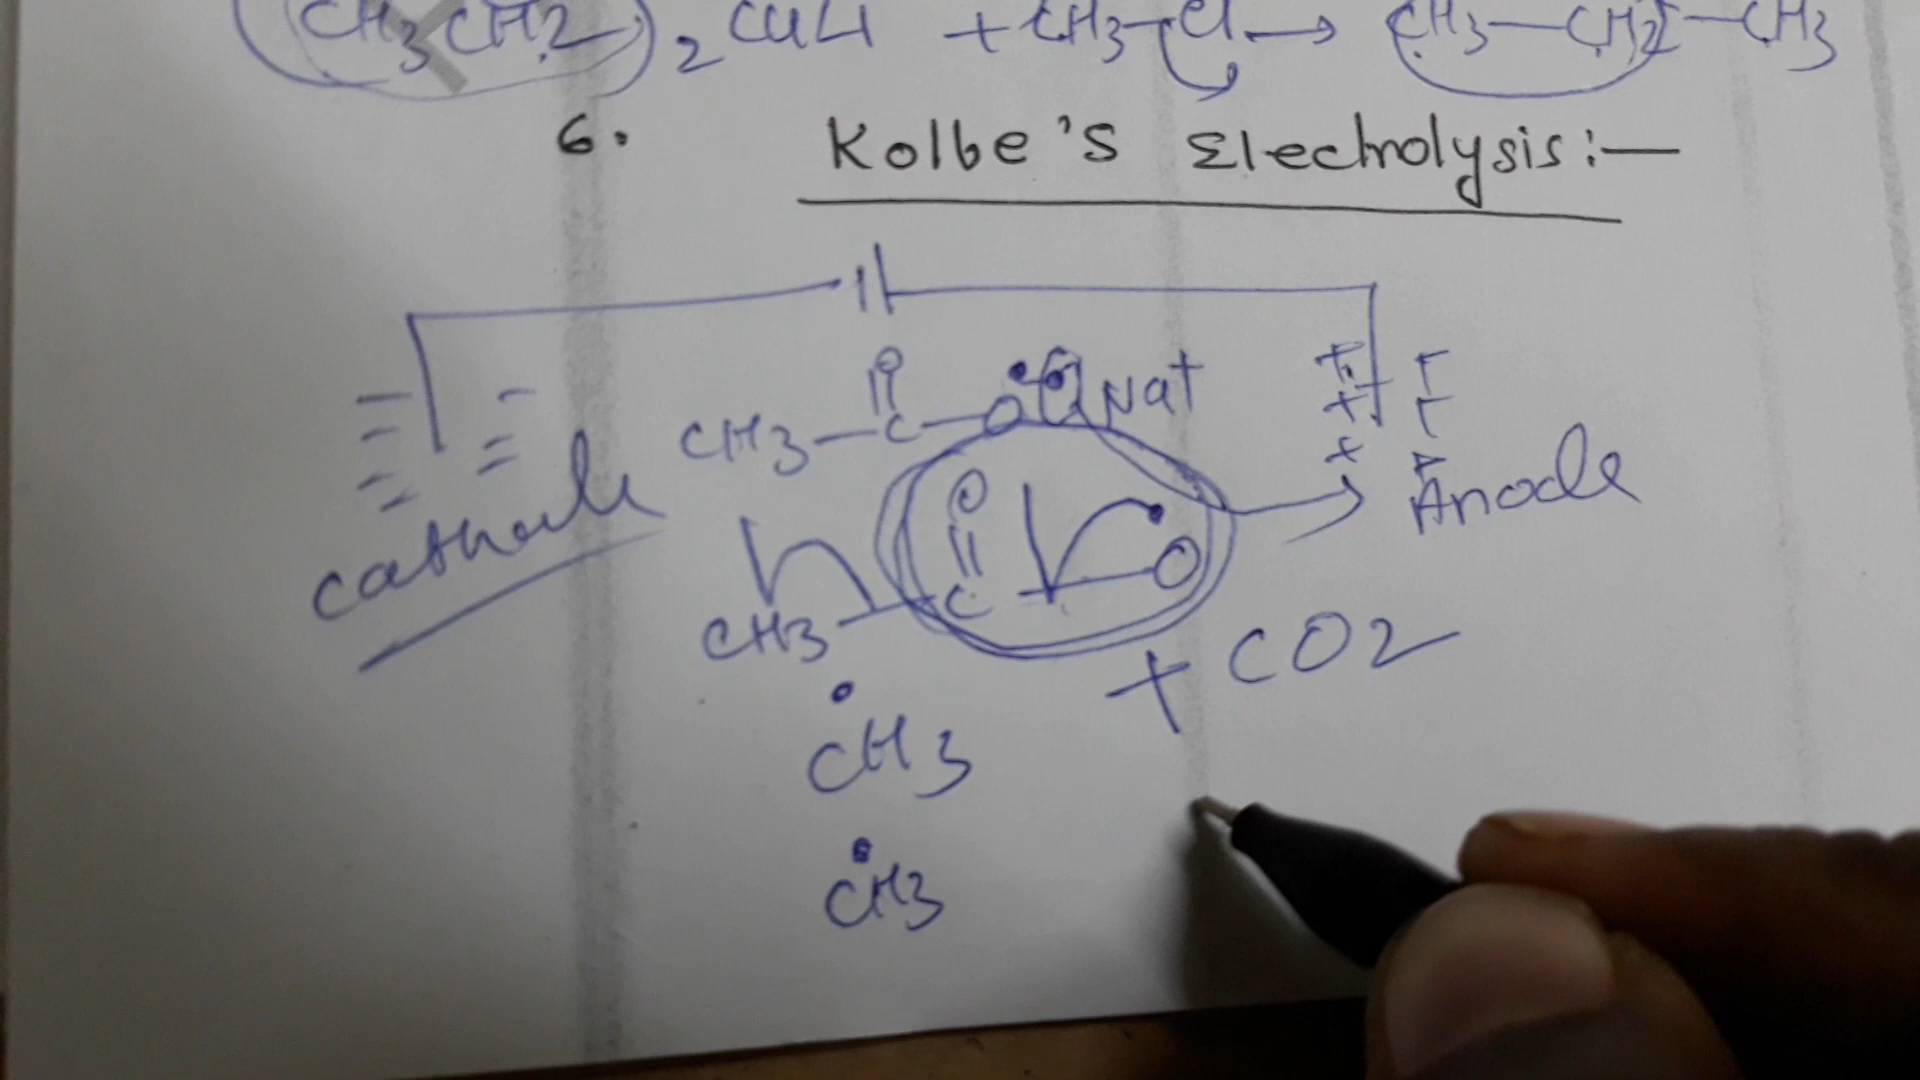 (CH3CH2)2CuLi + CH3-Cl → CH3-CH2-CH3
6. Kolbe's Electrolysis:-
O
CH3-C-O Na+
Cathode
Anode
O
CH3-C-O
+ CO2
CH3
CH3